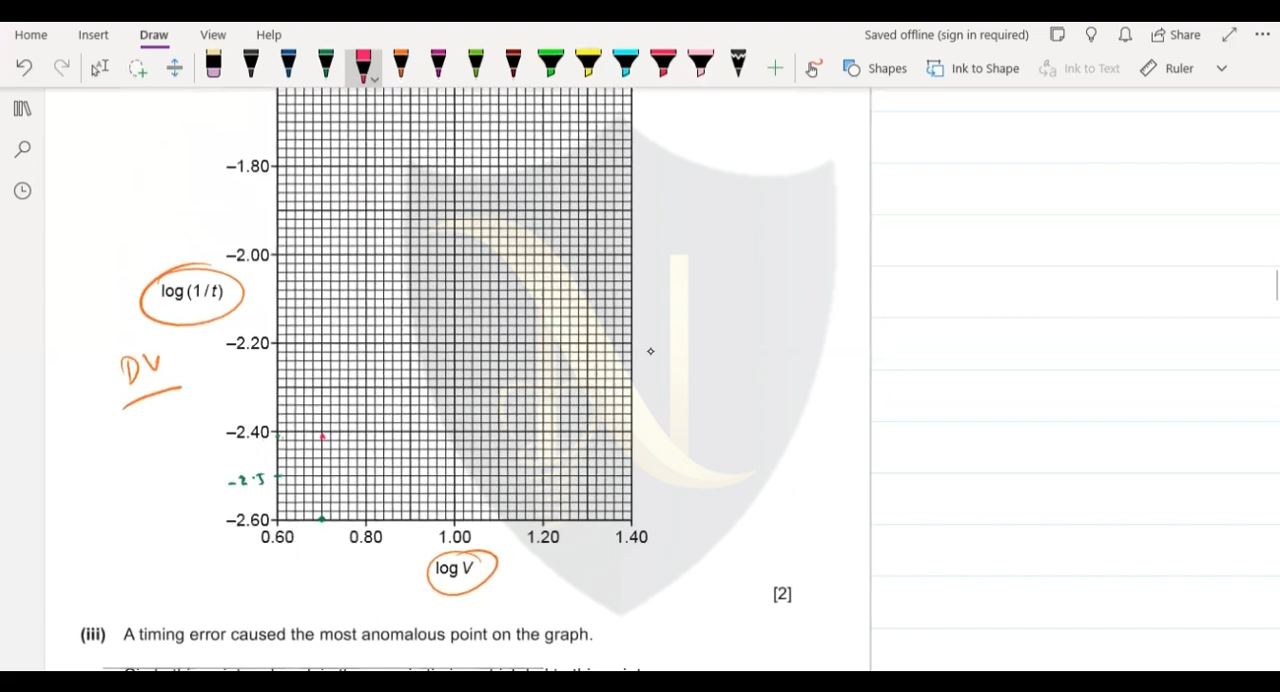 Home Insert Draw View Help Saved offline (sign in required) Share
Shapes Ink to Shape Ink to Text Ruler
−1.80
−2.00
log (1/t)
DV
−2.20
−2.40
-2.5
−2.60
0.60 0.80 1.00 1.20 1.40
log V
[2]
(iii) A timing error caused the most anomalous point on the graph.